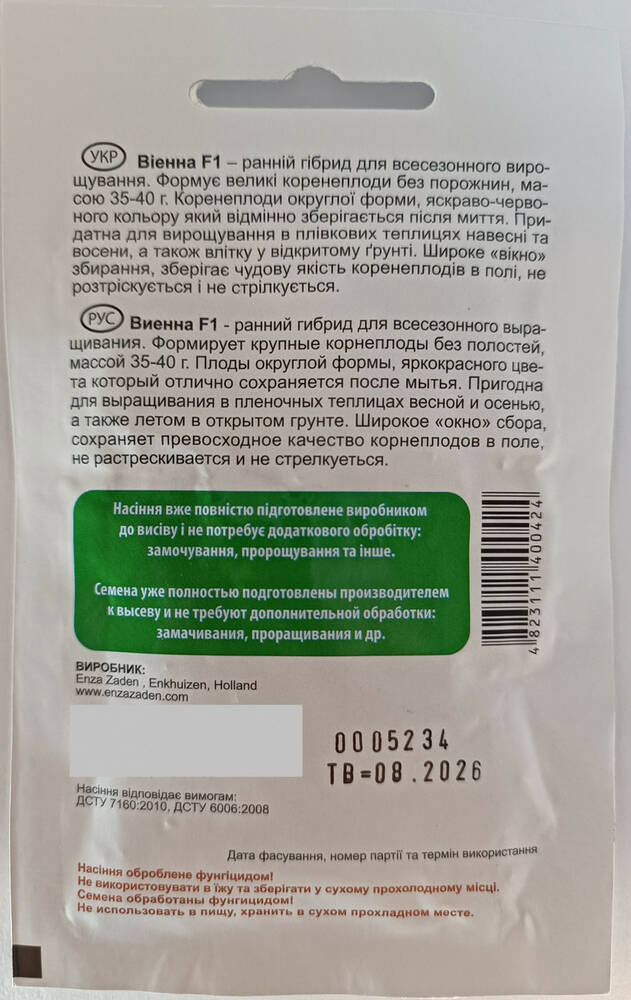 УКР Віенна F1 – ранній гібрид для всесезонного виро-
щування. Формує великі коренеплоди без порожнин, ма-
сою 35-40 г. Коренеплоди округлої форми, яскраво-черво-
ного кольору який відмінно зберігається після миття. При-
датна для вирощування в плівкових теплицях навесні та
восени, а також влітку у відкритому ґрунті. Широке «вікно»
збирання, зберігає чудову якість коренеплодів в полі, не
розтріскується і не стрілкується.
РУС Виенна F1 - ранний гибрид для всесезонного выра-
щивания. Формирует крупные корнеплоды без полостей,
массой 35-40 г. Плоды округлой формы, яркокрасного цве-
та который отлично сохраняется после мытья. Пригодна
для выращивания в пленочных теплицах весной и осенью,
а также летом в открытом грунте. Широкое «окно» сбора,
сохраняет превосходное качество корнеплодов в поле,
не растрескивается и не стрелкуеться.
Насіння вже повністю підготовлене виробником
до висіву і не потребує додаткового обробітку:
замочування, пророщування та інше.
Семена уже полностью подготовлены производителем
к высеву и не требуют дополнительной обработки:
замачивания, проращивания и др.
4 823111 400424
ВИРОБНИК:
Enza Zaden , Enkhuizen, Holland
www.enzazaden.com
0005234
ТВ=08.2026
Насіння відповідає вимогам:
ДСТУ 7160:2010, ДСТУ 6006:2008
Дата фасування, номер партії та термін використання
Насіння оброблене фунгіцидом!
Не використовувати в їжу та зберігати у сухому прохолодному місці.
Семена обработаны фунгицидом!
Не использовать в пищу, хранить в сухом прохладном месте.